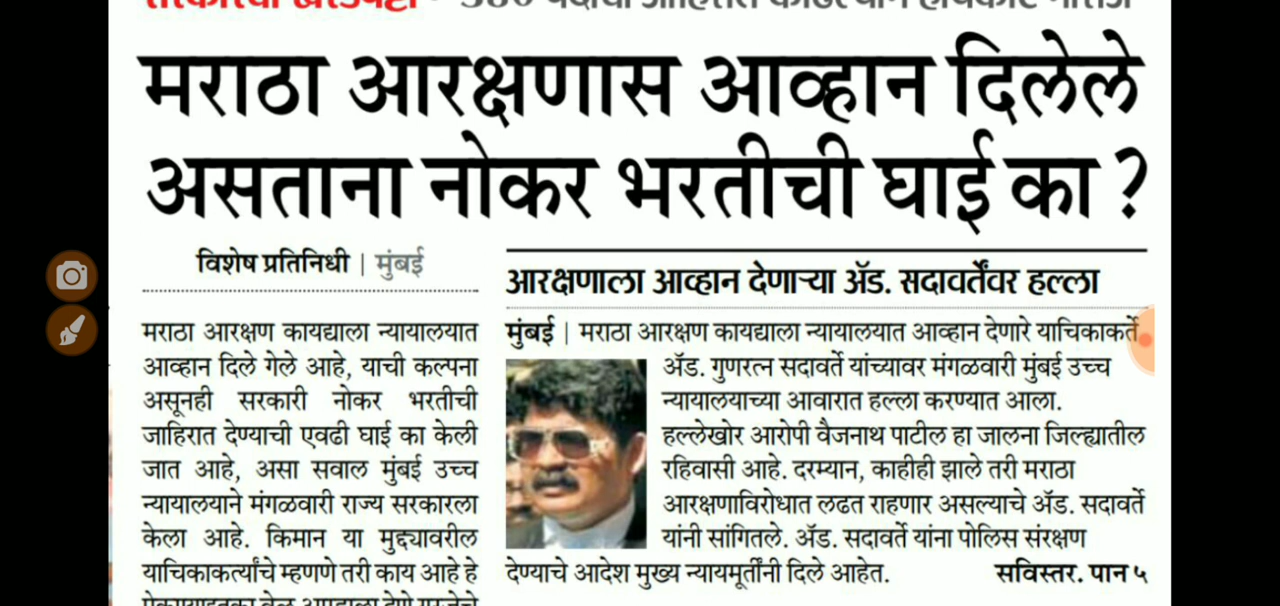 मराठा आरक्षणास आव्हान दिलेले
असताना नोकर भरतीची घाई का ?
विशेष प्रतिनिधी | मुंबई
मराठा आरक्षण कायद्याला न्यायालयात
आव्हान दिले गेले आहे, याची कल्पना
असूनही सरकारी नोकर भरतीची
जाहिरात देण्याची एवढी घाई का केली
जात आहे, असा सवाल मुंबई उच्च
न्यायालयाने मंगळवारी राज्य सरकारला
केला आहे. किमान या मुद्द्यावरील
याचिकाकर्त्यांचे म्हणणे तरी काय आहे हे
आरक्षणाला आव्हान देणाऱ्या ॲड. सदावर्तेंवर हल्ला
मुंबई | मराठा आरक्षण कायद्याला न्यायालयात आव्हान देणारे याचिकाकर्ते
ॲड. गुणरत्न सदावर्ते यांच्यावर मंगळवारी मुंबई उच्च
न्यायालयाच्या आवारात हल्ला करण्यात आला.
हल्लेखोर आरोपी वैजनाथ पाटील हा जालना जिल्ह्यातील
रहिवासी आहे. दरम्यान, काहीही झाले तरी मराठा
आरक्षणाविरोधात लढत राहणार असल्याचे ॲड. सदावर्ते
यांनी सांगितले. ॲड. सदावर्ते यांना पोलिस संरक्षण
देण्याचे आदेश मुख्य न्यायमूर्तींनी दिले आहेत.
सविस्तर. पान ५